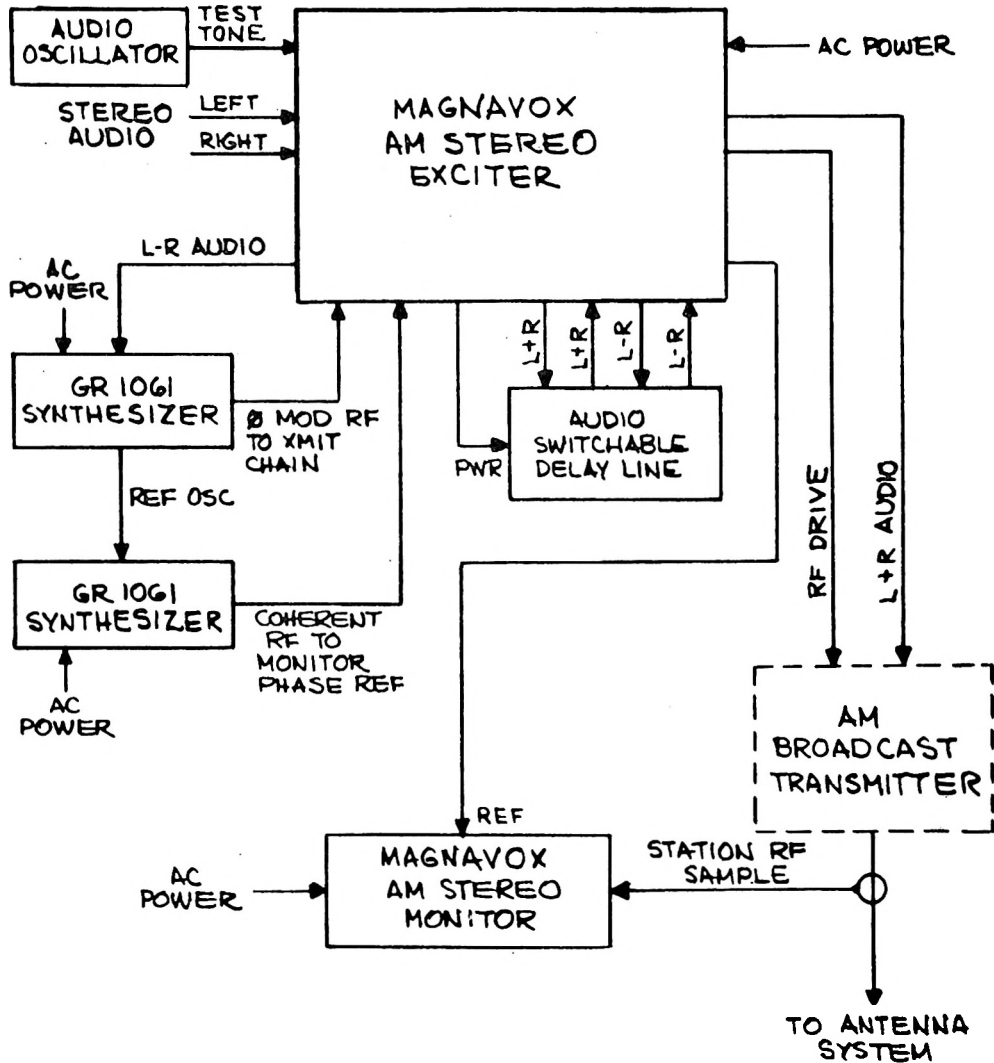 AUDIO
OSCILLATOR
TEST
TONE
STEREO
AUDIO
LEFT
RIGHT
MAGNAVOX
AM STEREO
EXCITER
AC POWER
L-R AUDIO
AC
POWER
GR 1061
SYNTHESIZER
Ø MOD RF
TO XMIT
CHAIN
REF OSC
GR 1061
SYNTHESIZER
COHERENT
RF TO
MONITOR
PHASE REF
AC
POWER
L+R
L+R
L-R
L-R
PWR
AUDIO
SWITCHABLE
DELAY LINE
RF DRIVE
L+R AUDIO
AM
BROADCAST
TRANSMITTER
REF
MAGNAVOX
AM STEREO
MONITOR
AC
POWER
STATION RF
SAMPLE
TO ANTENNA
SYSTEM